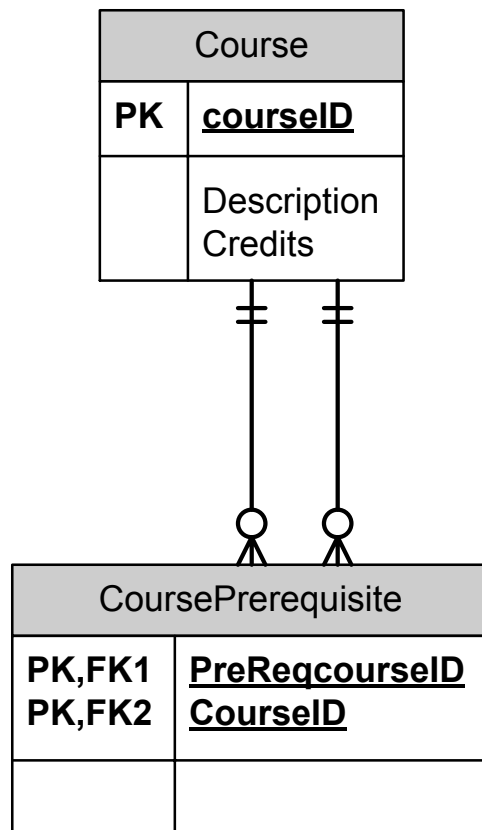 Course
PK courseID
Description
Credits
CoursePrerequisite
PK,FK1 PreReqcourseID
PK,FK2 CourseID